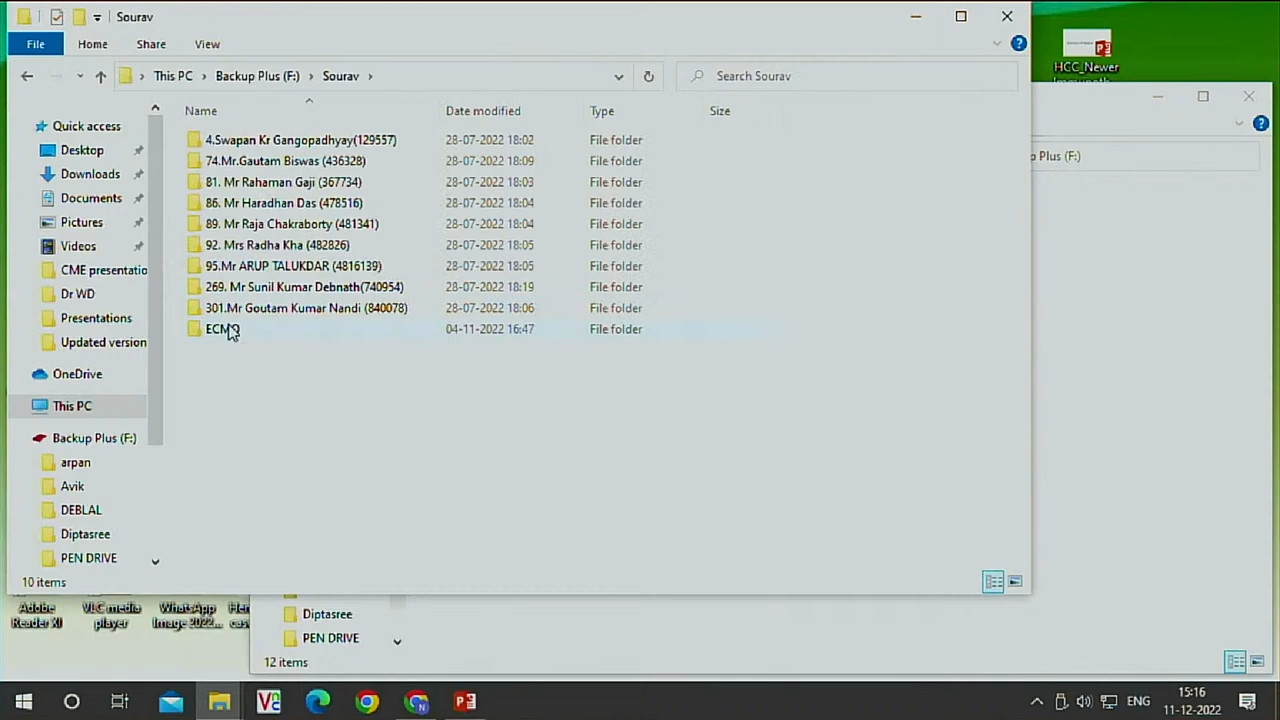 Sourav
File
Home
Share
View
This PC
Backup Plus (F:)
Sourav
Search Sourav
Name
Date modified
Type
Size
Quick access
Desktop
Downloads
Documents
Pictures
Videos
CME presentatio
Dr WD
Presentations
Updated version
OneDrive
This PC
Backup Plus (F:)
arpan
Avik
DEBLAL
Diptasree
PEN DRIVE
4.Swapan Kr Gangopadhyay(129557) 28-07-2022 18:02 File folder
74.Mr.Gautam Biswas (436328) 28-07-2022 18:09 File folder
81. Mr Rahaman Gaji (367734) 28-07-2022 18:03 File folder
86. Mr Haradhan Das (478516) 28-07-2022 18:04 File folder
89. Mr Raja Chakraborty (481341) 28-07-2022 18:04 File folder
92. Mrs Radha Kha (482826) 28-07-2022 18:05 File folder
95.Mr ARUP TALUKDAR (4816139) 28-07-2022 18:05 File folder
269. Mr Sunil Kumar Debnath(740954) 28-07-2022 18:19 File folder
301.Mr Goutam Kumar Nandi (840078) 28-07-2022 18:06 File folder
ECMO 04-11-2022 16:47 File folder
10 items
HCC_Newer
p Plus (F:)
Diptasree
PEN DRIVE
12 items
Adobe
Reader XI
VLC media
player
WhatsApp
Image 2022...
Hen
cas
ENG
15:16
11-12-2022